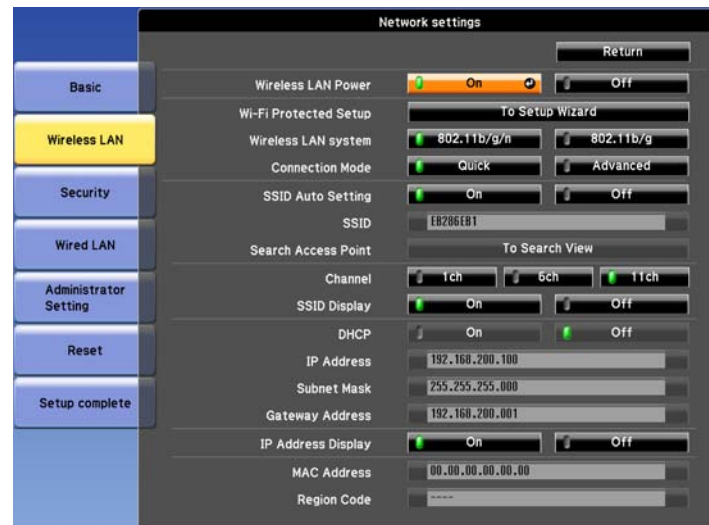 Network settings
Return
Basic
Wireless LAN
Security
Wired LAN
Administrator
Setting
Reset
Setup complete
Wireless LAN Power On Off
Wi-Fi Protected Setup To Setup Wizard
Wireless LAN system 802.11b/g/n 802.11b/g
Connection Mode Quick Advanced
SSID Auto Setting On Off
SSID EB286EB1
Search Access Point To Search View
Channel 1ch 6ch 11ch
SSID Display On Off
DHCP On Off
IP Address 192.168.200.100
Subnet Mask 255.255.255.000
Gateway Address 192.168.200.001
IP Address Display On Off
MAC Address 00.00.00.00.00.00
Region Code ----